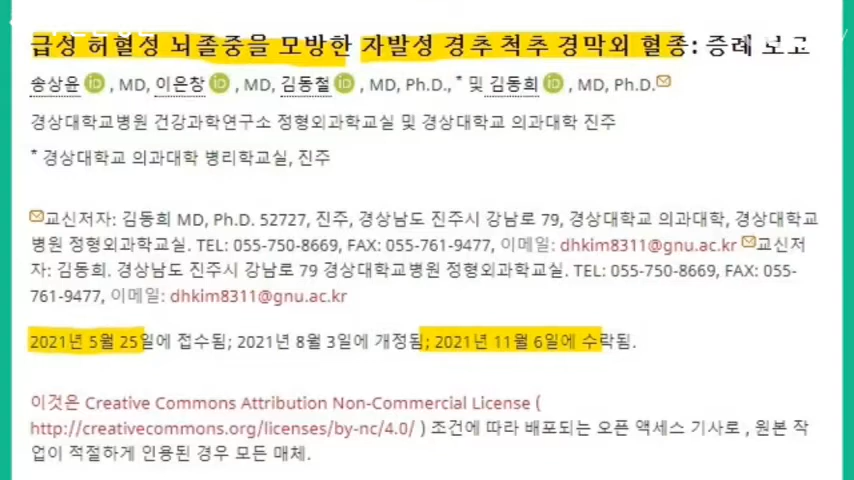 급성 허혈성 뇌졸중을 모방한 자발성 경추 척추 경막외 혈종: 증례 보고
송상윤 iD , MD, 이은창 iD , MD, 김동철 iD , MD, Ph.D., * 및 김동희 iD , MD, Ph.D.
경상대학교병원 건강과학연구소 정형외과학교실 및 경상대학교 의과대학 진주
* 경상대학교 의과대학 병리학교실, 진주
교신저자: 김동희 MD, Ph.D. 52727, 진주, 경상남도 진주시 강남로 79, 경상대학교 의과대학, 경상대학교
병원 정형외과학교실. TEL: 055-750-8669, FAX: 055-761-9477, 이메일: dhkim8311@gnu.ac.kr 교신저
자: 김동희. 경상남도 진주시 강남로 79 경상대학교병원 정형외과학교실. TEL: 055-750-8669, FAX: 055-
761-9477, 이메일: dhkim8311@gnu.ac.kr
2021년 5월 25일에 접수됨; 2021년 8월 3일에 개정됨; 2021년 11월 6일에 수락됨.
이것은 Creative Commons Attribution Non-Commercial License (
http://creativecommons.org/licenses/by-nc/4.0/ ) 조건에 따라 배포되는 오픈 액세스 기사로 , 원본 작
업이 적절하게 인용된 경우 모든 매체.